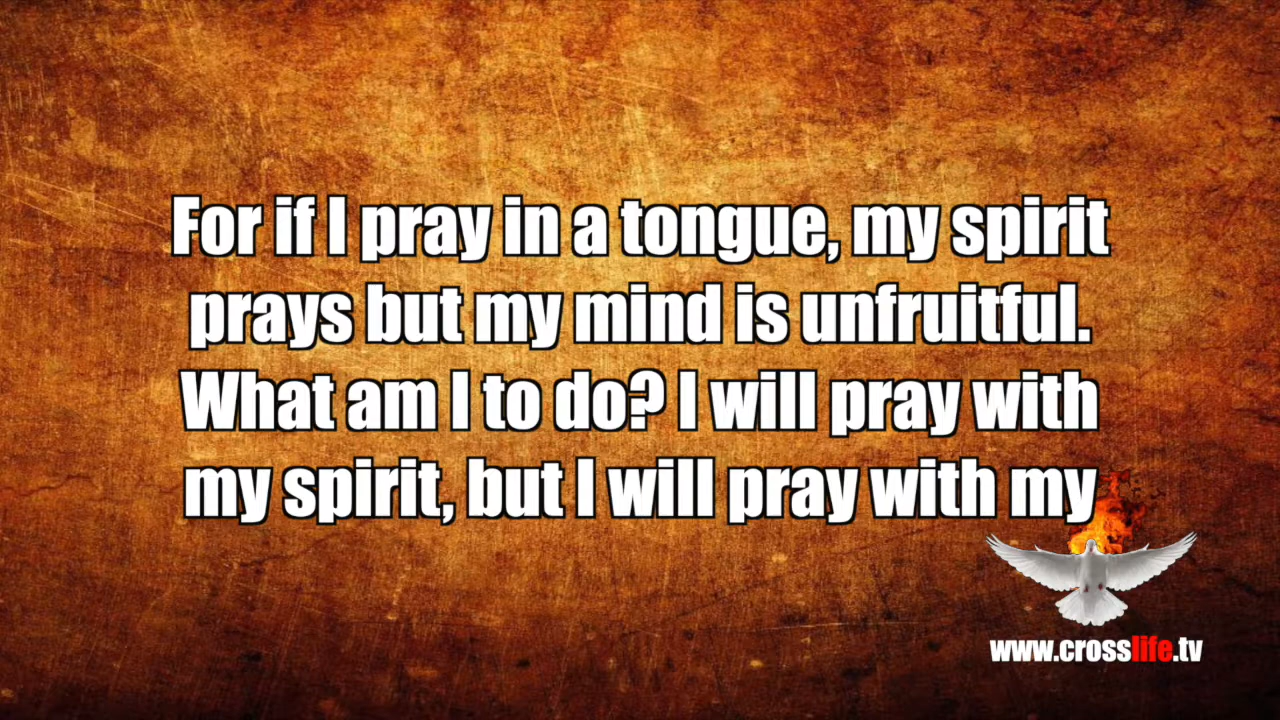 For if I pray in a tongue, my spirit
prays but my mind is unfruitful.
What am I to do? I will pray with
my spirit, but I will pray with my
www.crosslife.tv